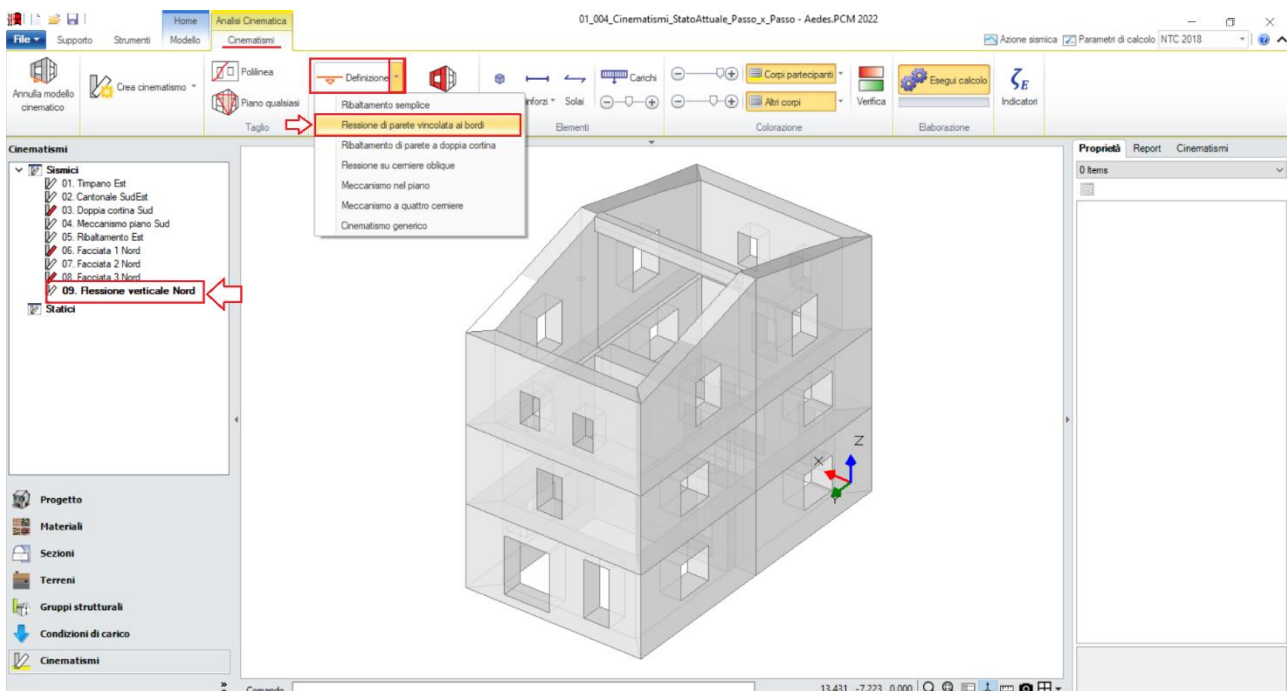 01_004_Cinematismi_StatoAttuale_Passo_x_Passo - Aedes.PCM 2022
Home
Analisi Cinematica
File
Supporto
Strumenti
Modello
Cinematismi
Azione sismica
Parametri di calcolo
NTC 2018
Annulla modello
cinematico
Crea cinematismo
Polilinea
Piano qualsiasi
Taglio
Definizione
Ribaltamento semplice
Flessione di parete vincolata ai bordi
Ribaltamento di parete a doppia cortina
Flessione su cerniere oblique
Meccanismo nel piano
Meccanismo a quattro cerniere
Cinematismo generico
Solai
Carichi
Elementi
Corpi partecipanti
Altri corpi
Colorazione
Verifica
Esegui calcolo
Elaborazione
ζE
Indicatori
Cinematismi
Sismici
01. Timpano Est
02. Cantonale SudEst
03. Doppia cortina Sud
04. Meccanismo piano Sud
05. Ribaltamento Est
06. Facciata 1 Nord
07. Facciata 2 Nord
08. Facciata 3 Nord
09. Flessione verticale Nord
Statici
Progetto
Materiali
Sezioni
Terreni
Gruppi strutturali
Condizioni di carico
Cinematismi
X
Y
Z
Proprietà
Report
Cinematismi
0 Items
Comando
13.431 -7.223 0.000